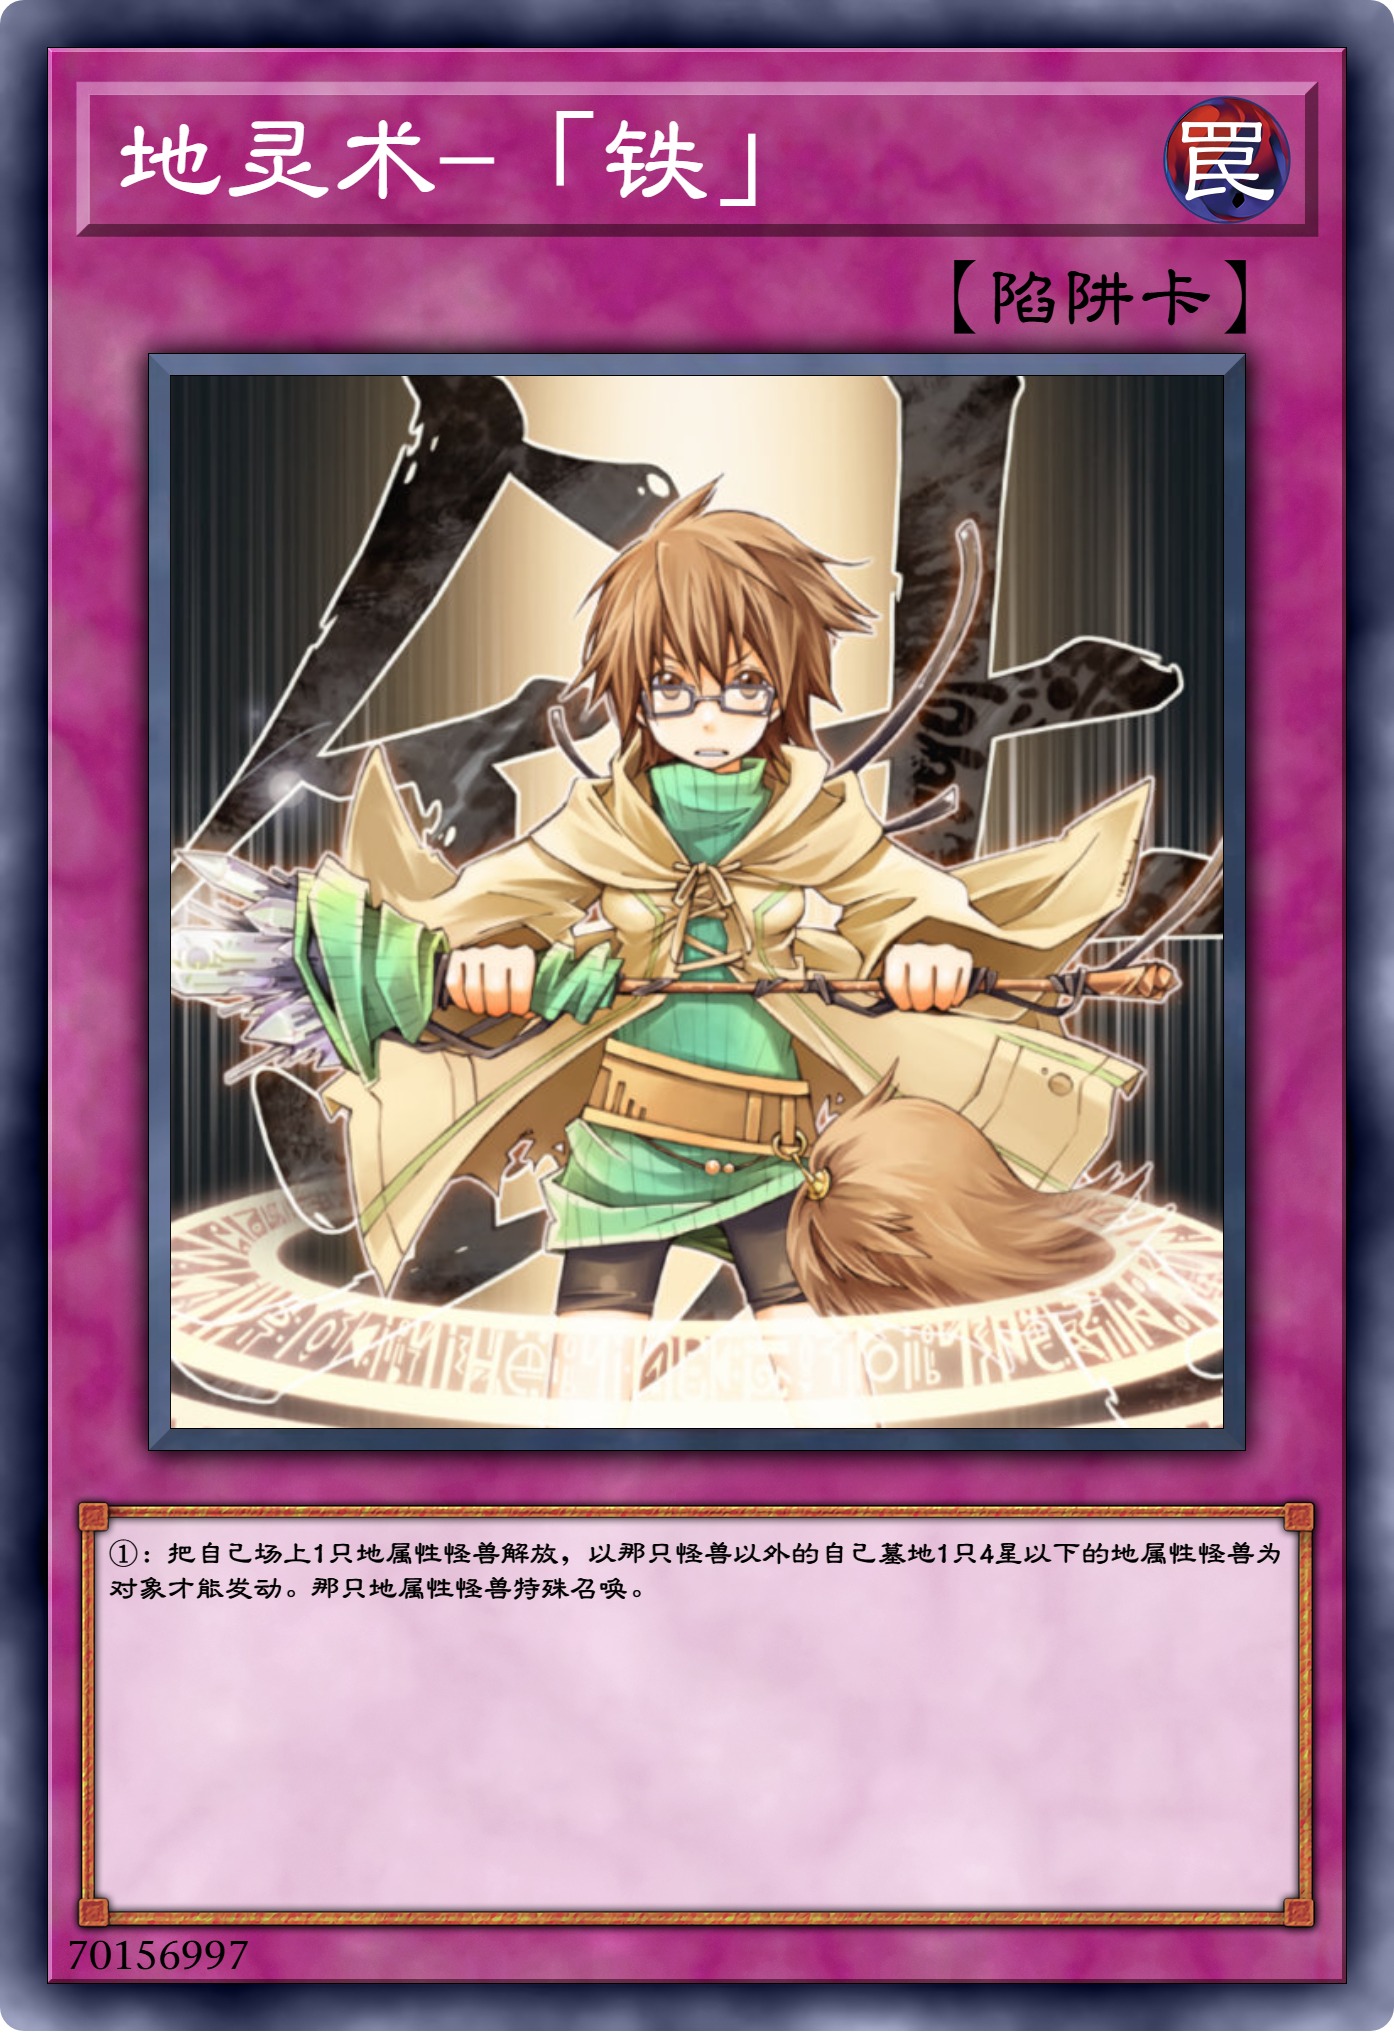 地灵术-「铁」
罠
【陷阱卡】
①：把自己场上1只地属性怪兽解放，以那只怪兽以外的自己墓地1只4星以下的地属性怪兽为
对象才能发动。那只地属性怪兽特殊召唤。
70156997